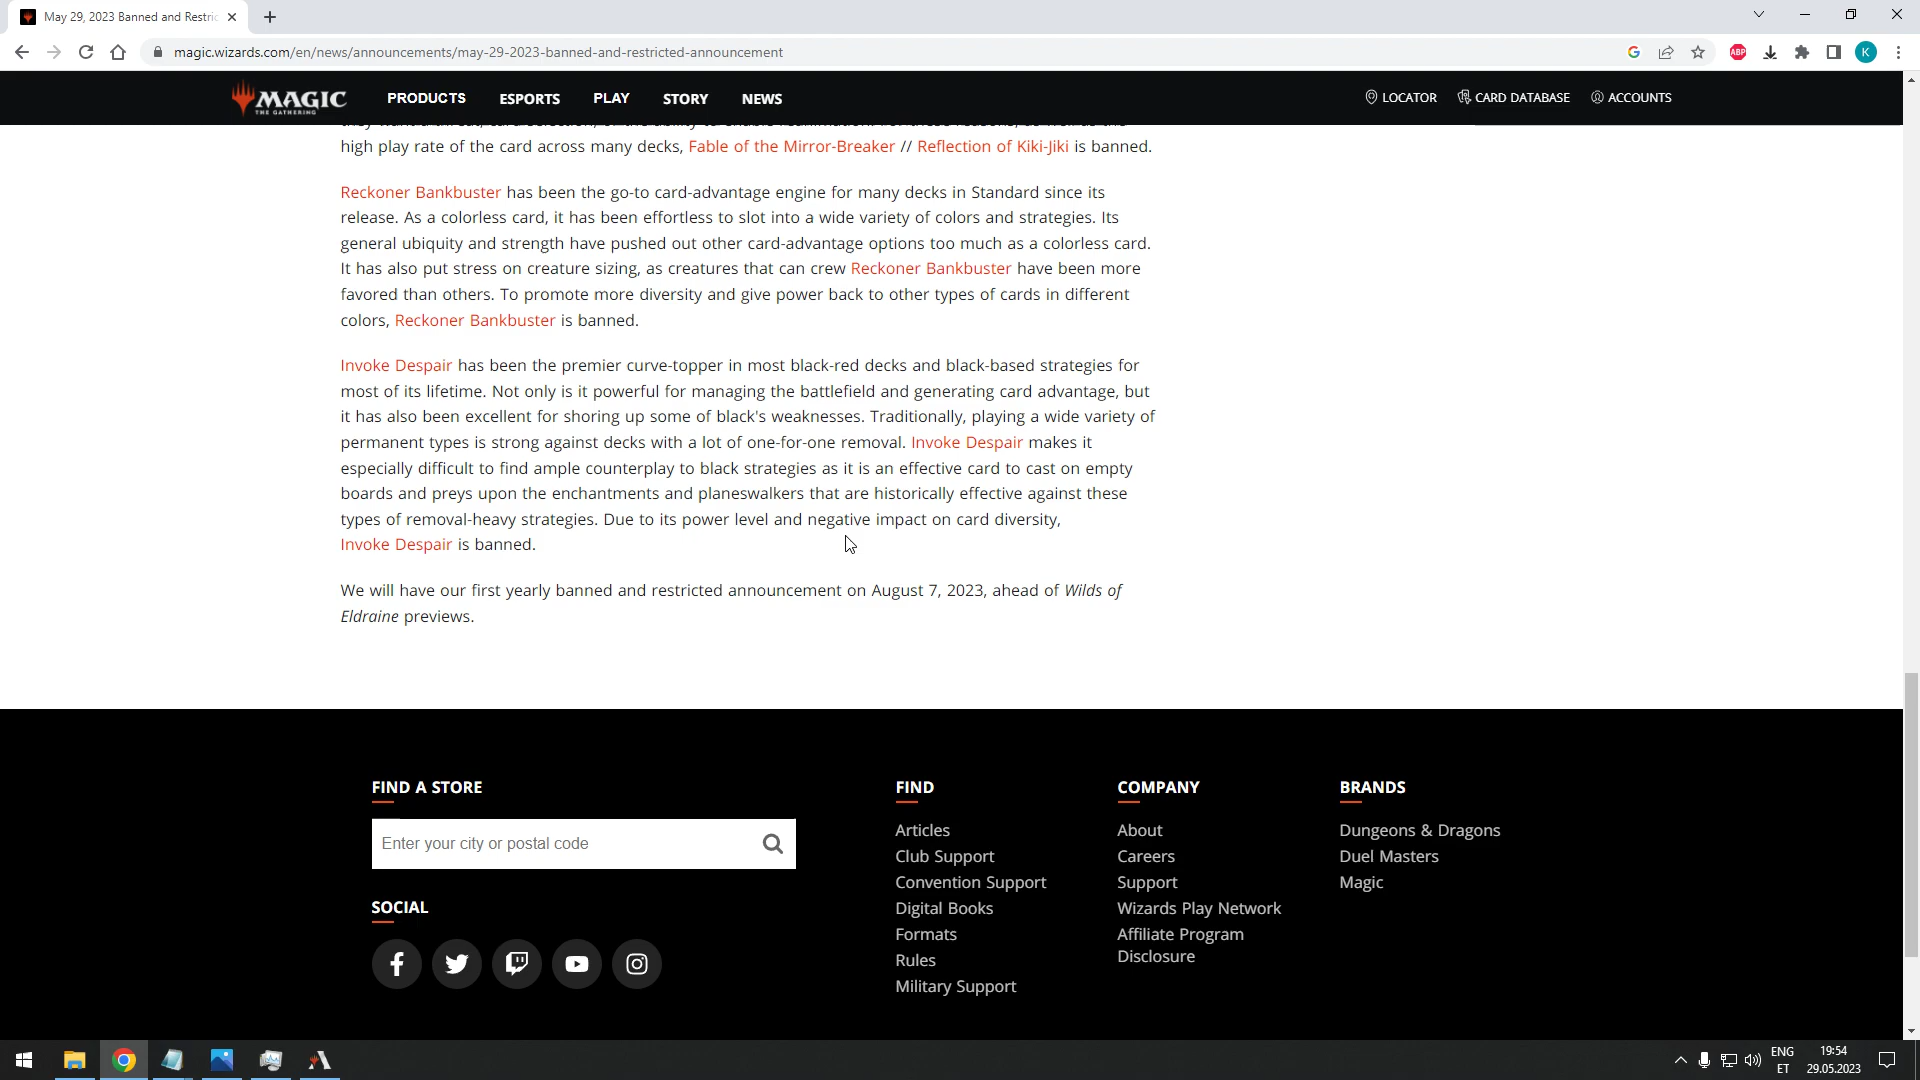 May 29, 2023 Banned and Restric
magic.wizards.com/en/news/announcements/may-29-2023-banned-and-restricted-announcement
ABP
K
MAGIC
THE GATHERING
PRODUCTS ESPORTS PLAY STORY NEWS
LOCATOR CARD DATABASE ACCOUNTS
high play rate of the card across many decks, Fable of the Mirror-Breaker // Reflection of Kiki-Jiki is banned.
Reckoner Bankbuster has been the go-to card-advantage engine for many decks in Standard since its
release. As a colorless card, it has been effortless to slot into a wide variety of colors and strategies. Its
general ubiquity and strength have pushed out other card-advantage options too much as a colorless card.
It has also put stress on creature sizing, as creatures that can crew Reckoner Bankbuster have been more
favored than others. To promote more diversity and give power back to other types of cards in different
colors, Reckoner Bankbuster is banned.
Invoke Despair has been the premier curve-topper in most black-red decks and black-based strategies for
most of its lifetime. Not only is it powerful for managing the battlefield and generating card advantage, but
it has also been excellent for shoring up some of black's weaknesses. Traditionally, playing a wide variety of
permanent types is strong against decks with a lot of one-for-one removal. Invoke Despair makes it
especially difficult to find ample counterplay to black strategies as it is an effective card to cast on empty
boards and preys upon the enchantments and planeswalkers that are historically effective against these
types of removal-heavy strategies. Due to its power level and negative impact on card diversity,
Invoke Despair is banned.
We will have our first yearly banned and restricted announcement on August 7, 2023, ahead of Wilds of
Eldraine previews.
FIND A STORE
Enter your city or postal code
SOCIAL
FIND
Articles
Club Support
Convention Support
Digital Books
Formats
Rules
Military Support
COMPANY
About
Careers
Support
Wizards Play Network
Affiliate Program
Disclosure
BRANDS
Dungeons & Dragons
Duel Masters
Magic
ENG
ET
19:54
29.05.2023